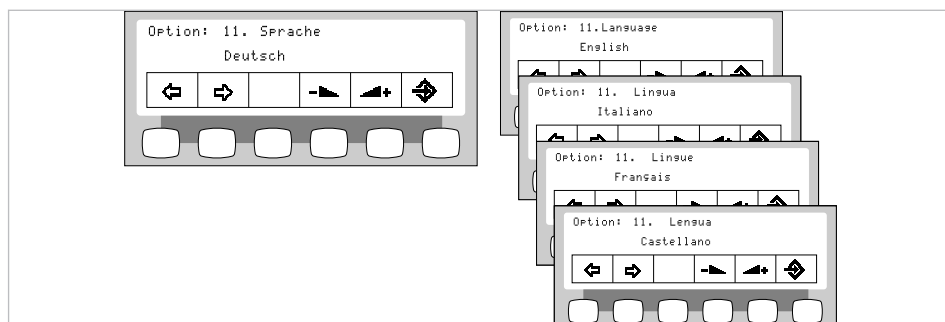 Option: 11. Sprache
Deutsch
Option: 11.Language
English
Option: 11. Lingua
Italiano
Option: 11. Lingue
Fransais
Option: 11. Lengua
Castellano